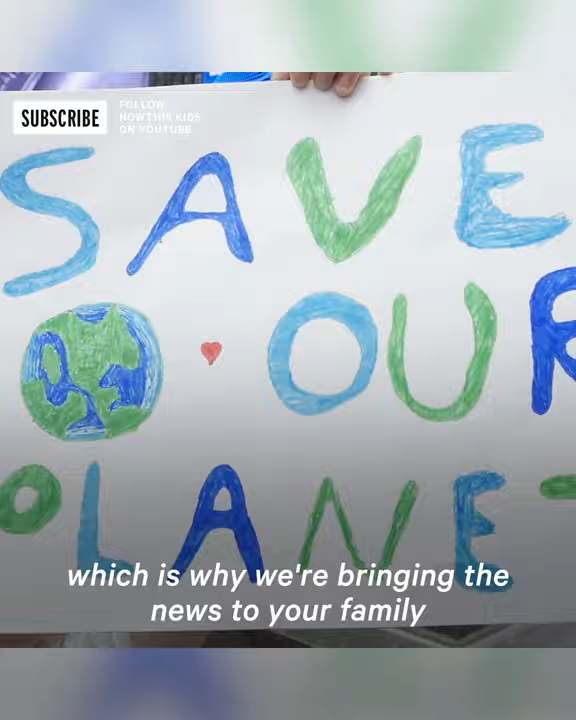 SUBSCRIBE
FOLLOW
NOWTHIS KIDS
ON YOUTUBE
SAVE
OUR
PLANET
which is why we're bringing the
news to your family